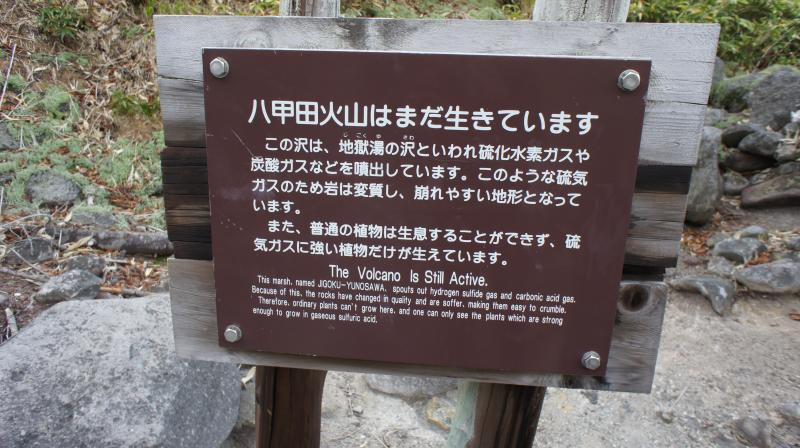 八甲田火山はまだ生きています
この沢は、地獄湯の沢といわれ硫化水素ガスや
じごくゆ さわ
炭酸ガスなどを噴出しています。このような硫気
ガスのため岩は変質し、崩れやすい地形となって
います。
また、普通の植物は生息することができず、硫
気ガスに強い植物だけが生えています。
The Volcano Is Still Active.
This marsh, named JIGOKU-YUNOSAWA, spouts out hydrogen sulfide gas and carbonic acid gas.
Because of this, the rocks have changed in quality and are softer, making them easy to crumble.
Therefore, ordinary plants can't grow here, and one can only see the plants which are strong
enough to grow in gaseous sulfuric acid.